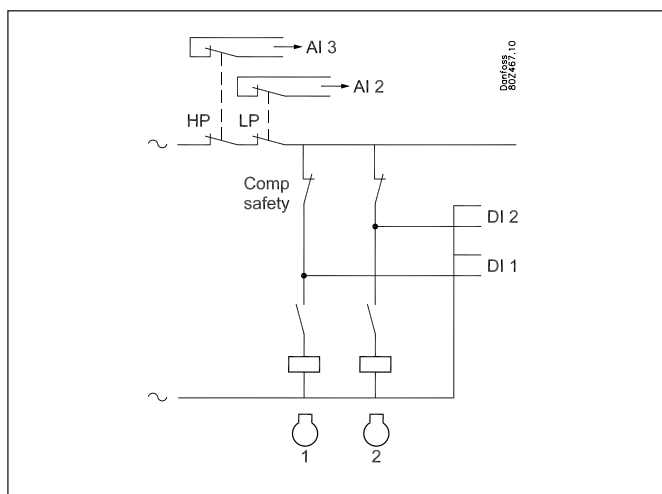 AI 3
Danfoss
80Z467.10
AI 2
HP LP
Comp
safety
DI 2
DI 1
1 2